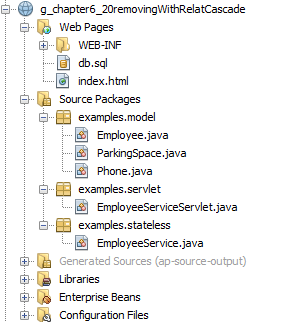 g_chapter6_20removingWithRelatCascade
Web Pages
WEB-INF
db.sql
index.html
Source Packages
examples.model
Employee.java
ParkingSpace.java
Phone.java
examples.servlet
EmployeeServiceServlet.java
examples.stateless
EmployeeService.java
Generated Sources (ap-source-output)
Libraries
Enterprise Beans
Configuration Files